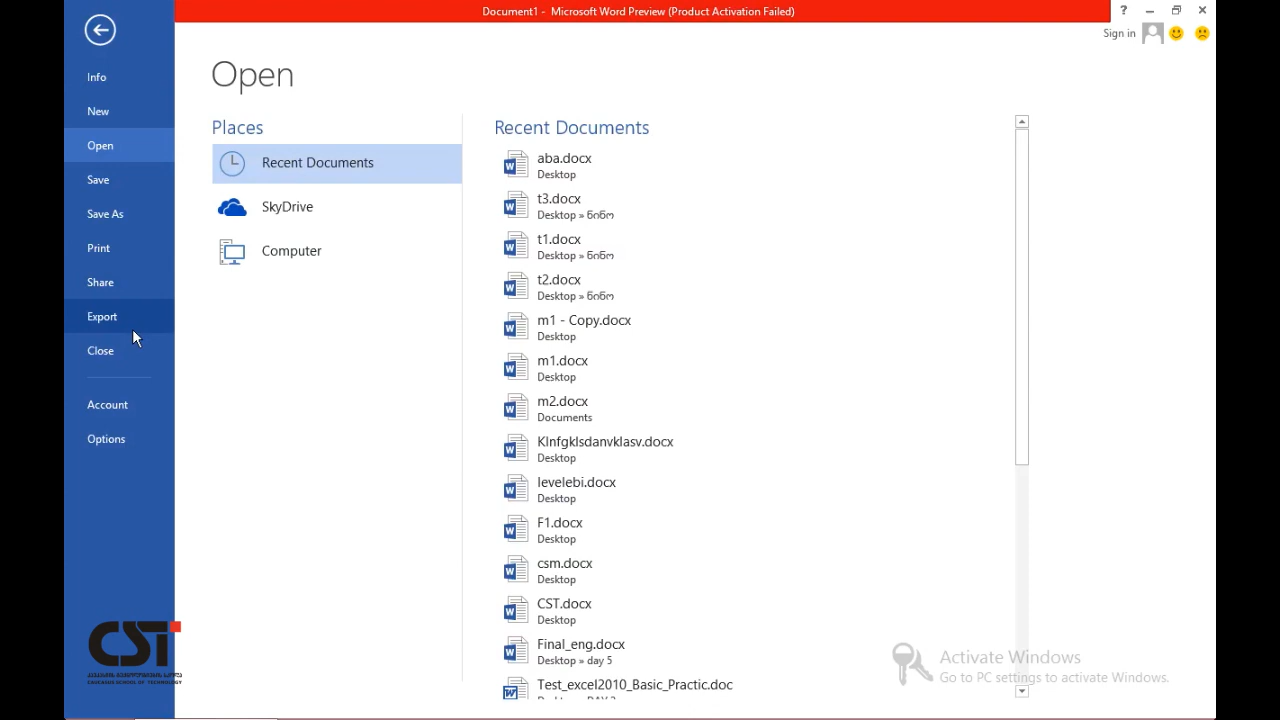 Document1 - Microsoft Word Preview (Product Activation Failed)
?
Sign in
Info
New
Open
Save
Save As
Print
Share
Export
Close
Account
Options
Open
Places
Recent Documents
SkyDrive
Computer
Recent Documents
aba.docx
Desktop
t3.docx
Desktop » ნინო
t1.docx
Desktop » ნინო
t2.docx
Desktop » ნინო
m1 - Copy.docx
Desktop
m1.docx
Desktop
m2.docx
Documents
Klnfgklsdanvklasv.docx
Desktop
levelebi.docx
Desktop
F1.docx
Desktop
csm.docx
Desktop
CST.docx
Desktop
Final_eng.docx
Desktop » day 5
Test_excel2010_Basic_Practic.doc
Activate Windows
Go to PC settings to activate Windows.
CST
CAUCASUS SCHOOL OF TECHNOLOGY